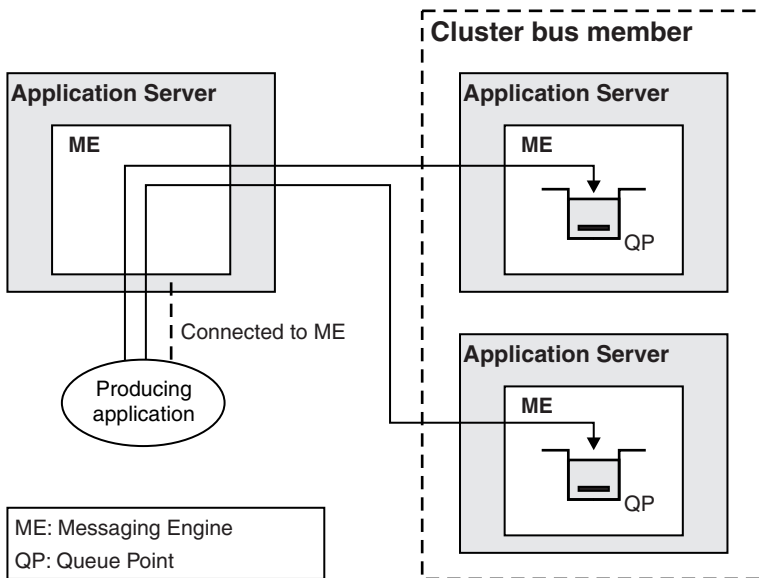 Cluster bus member
Application Server
ME
Application Server
ME
QP
Connected to ME
Producing
application
Application Server
ME
QP
ME: Messaging Engine
QP: Queue Point